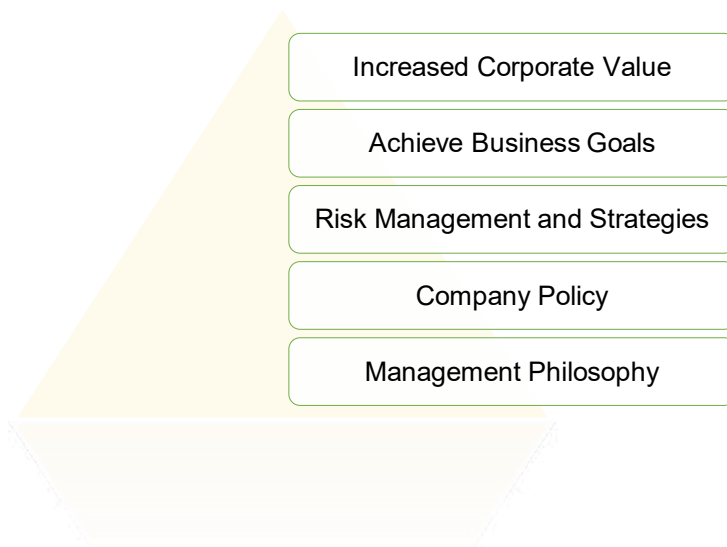 Increased Corporate Value
Achieve Business Goals
Risk Management and Strategies
Company Policy
Management Philosophy